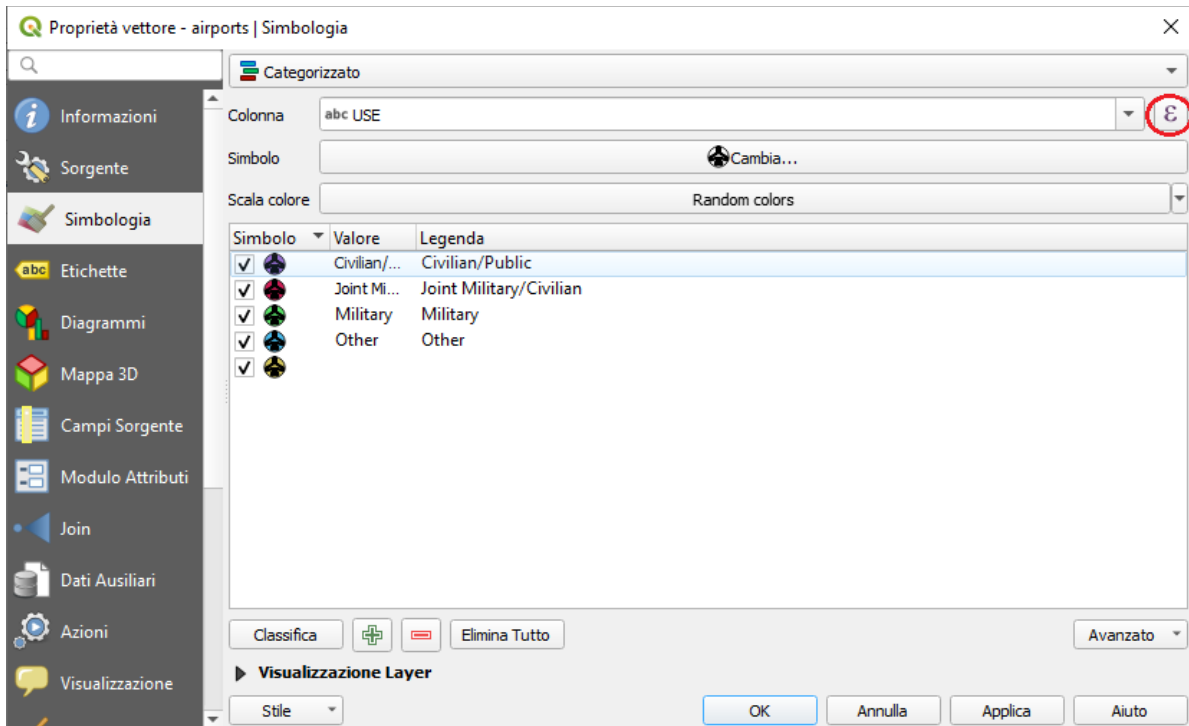 Proprietà vettore - airports | Simbologia
Informazioni
Sorgente
Simbologia
abc Etichette
Diagrammi
Mappa 3D
Campi Sorgente
Modulo Attributi
Join
Dati Ausiliari
Azioni
Visualizzazione
Categorizzato
Colonna abc USE ε
Simbolo Cambia...
Scala colore Random colors
Simbolo Valore Legenda
Civilian/... Civilian/Public
Joint Mi... Joint Military/Civilian
Military Military
Other Other
Classifica Elimina Tutto Avanzato
Visualizzazione Layer
Stile OK Annulla Applica Aiuto